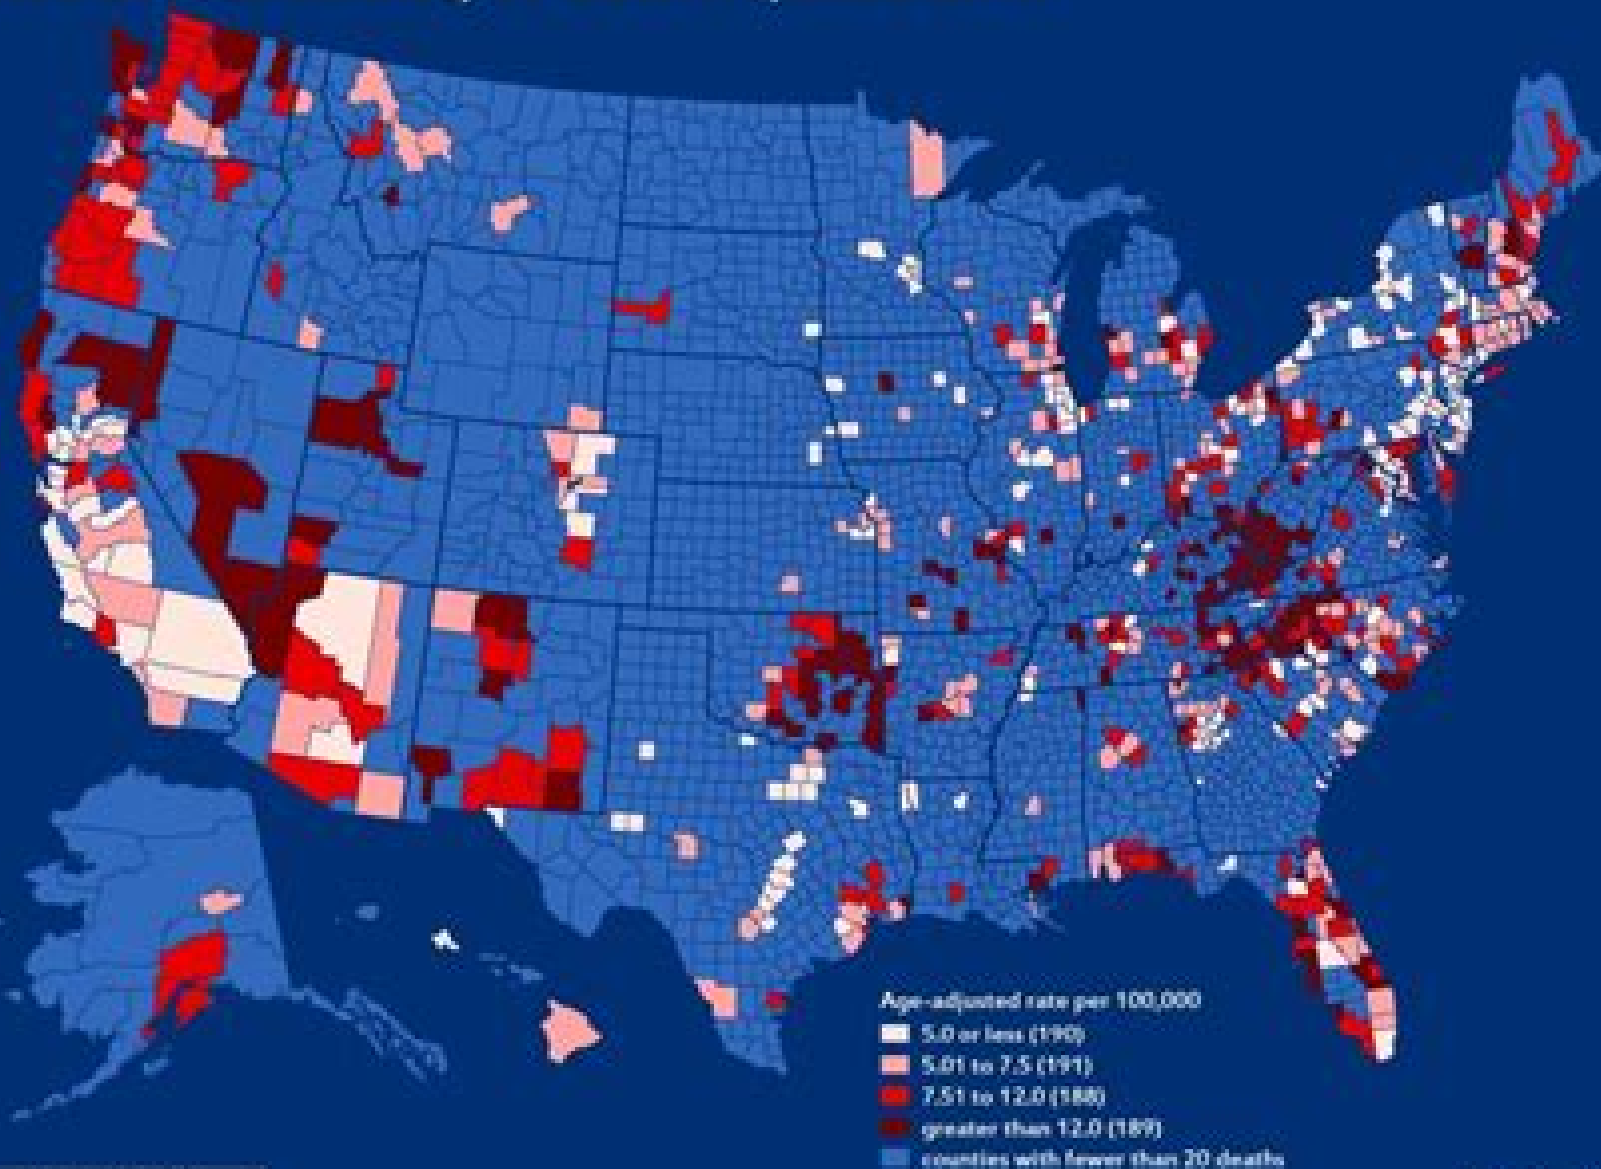 Age-adjusted rate per 100,000
5.0 or less (190)
5.01 to 7.5 (191)
7.51 to 12.0 (188)
greater than 12.0 (189)
counties with fewer than 20 deaths